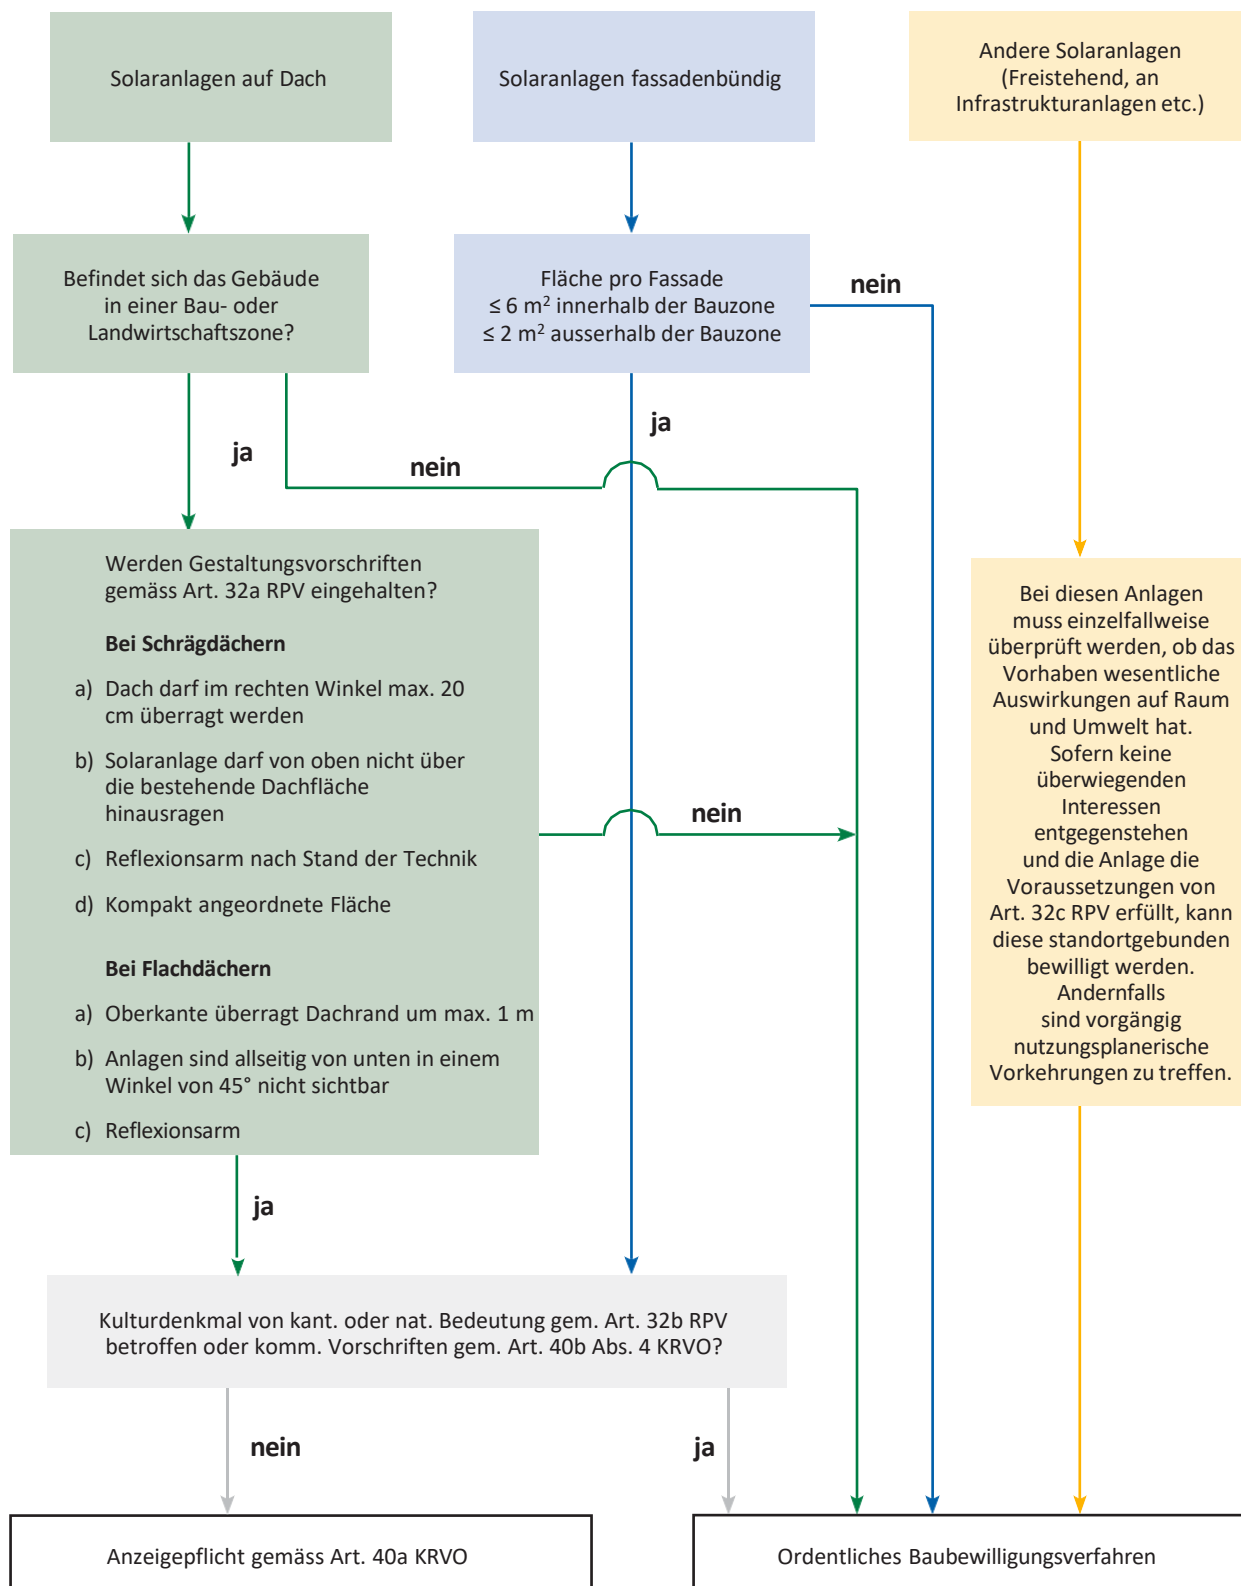 Solaranlagen auf Dach
Solaranlagen fassadenbündig
Andere Solaranlagen
(Freistehend, an
Infrastrukturanlagen etc.)
Befindet sich das Gebäude
in einer Bau- oder
Landwirtschaftszone?
Fläche pro Fassade
≤ 6 m² innerhalb der Bauzone
≤ 2 m² ausserhalb der Bauzone
nein
ja
nein
ja
Werden Gestaltungsvorschriften
gemäss Art. 32a RPV eingehalten?
Bei Schrägdächern
a) Dach darf im rechten Winkel max. 20
cm überragt werden
b) Solaranlage darf von oben nicht über
die bestehende Dachfläche
hinausragen
c) Reflexionsarm nach Stand der Technik
d) Kompakt angeordnete Fläche
Bei Flachdächern
a) Oberkante überragt Dachrand um max. 1 m
b) Anlagen sind allseitig von unten in einem
Winkel von 45° nicht sichtbar
c) Reflexionsarm
nein
Bei diesen Anlagen
muss einzelfallweise
überprüft werden, ob das
Vorhaben wesentliche
Auswirkungen auf Raum
und Umwelt hat.
Sofern keine
überwiegenden
Interessen
entgegenstehen
und die Anlage die
Voraussetzungen von
Art. 32c RPV erfüllt, kann
diese standortgebunden
bewilligt werden.
Andernfalls
sind vorgängig
nutzungsplanerische
Vorkehrungen zu treffen.
ja
Kulturdenkmal von kant. oder nat. Bedeutung gem. Art. 32b RPV
betroffen oder komm. Vorschriften gem. Art. 40b Abs. 4 KRVO?
nein
ja
Anzeigepflicht gemäss Art. 40a KRVO
Ordentliches Baubewilligungsverfahren